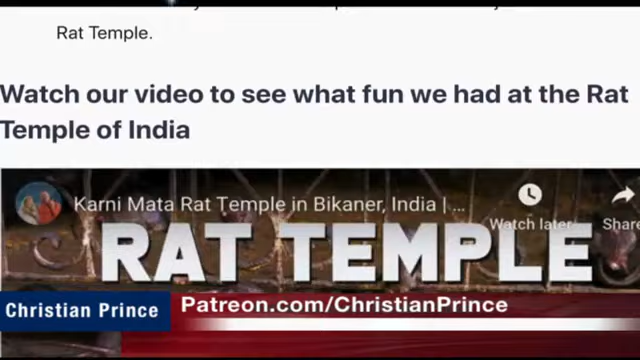 Rat Temple.
Watch our video to see what fun we had at the Rat
Temple of India
Karni Mata Rat Temple in Bikaner, India | ...
Watch later
Share
RAT TEMPLE
Christian Prince
Patreon.com/ChristianPrince